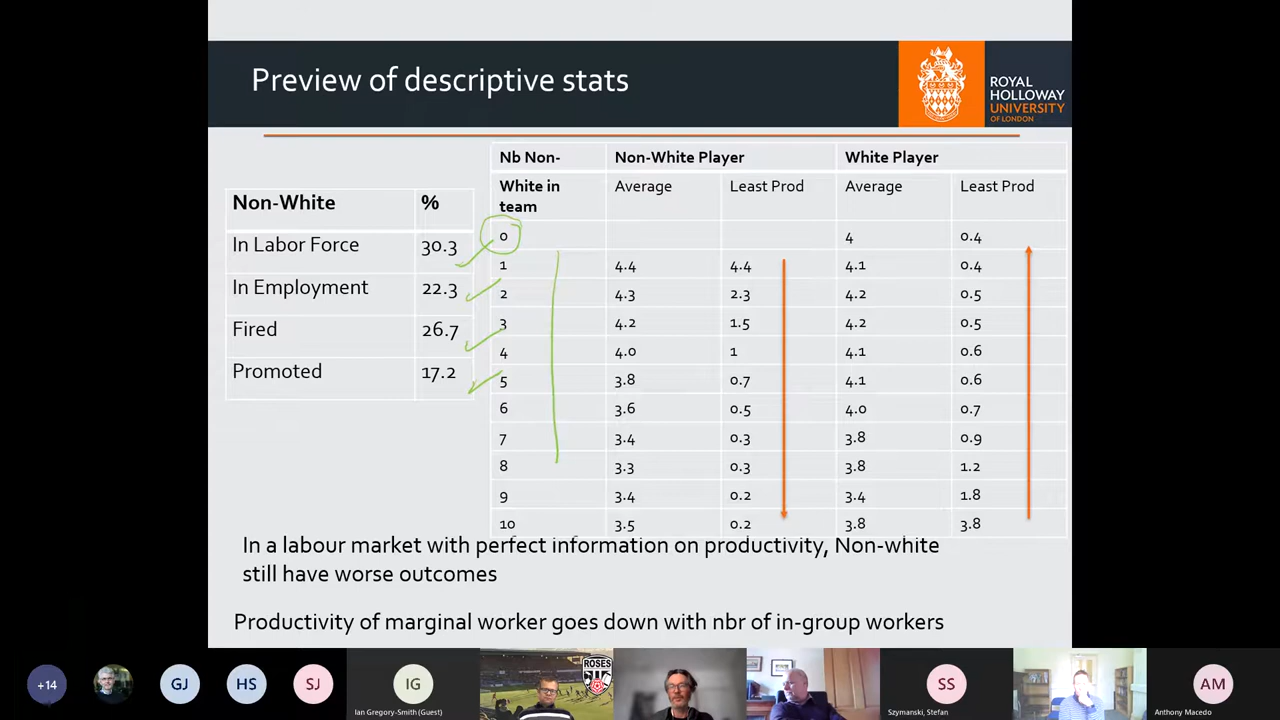 Preview of descriptive stats
ROYAL
HOLLOWAY
UNIVERSITY
OF LONDON
Non-White %
In Labor Force 30.3
In Employment 22.3
Fired 26.7
Promoted 17.2
Nb Non- Non-White Player White Player
White in team Average Least Prod Average Least Prod
0 4 0.4
1 4.4 4.4 4.1 0.4
2 4.3 2.3 4.2 0.5
3 4.2 1.5 4.2 0.5
4 4.0 1 4.1 0.6
5 3.8 0.7 4.1 0.6
6 3.6 0.5 4.0 0.7
7 3.4 0.3 3.8 0.9
8 3.3 0.3 3.8 1.2
9 3.4 0.2 3.4 1.8
10 3.5 0.2 3.8 3.8
In a labour market with perfect information on productivity, Non-white
still have worse outcomes
Productivity of marginal worker goes down with nbr of in-group workers
+14 GJ HS SJ IG ROSES SS AM
Ian Gregory-Smith (Guest) Szymanski, Stefan Anthony Macedo